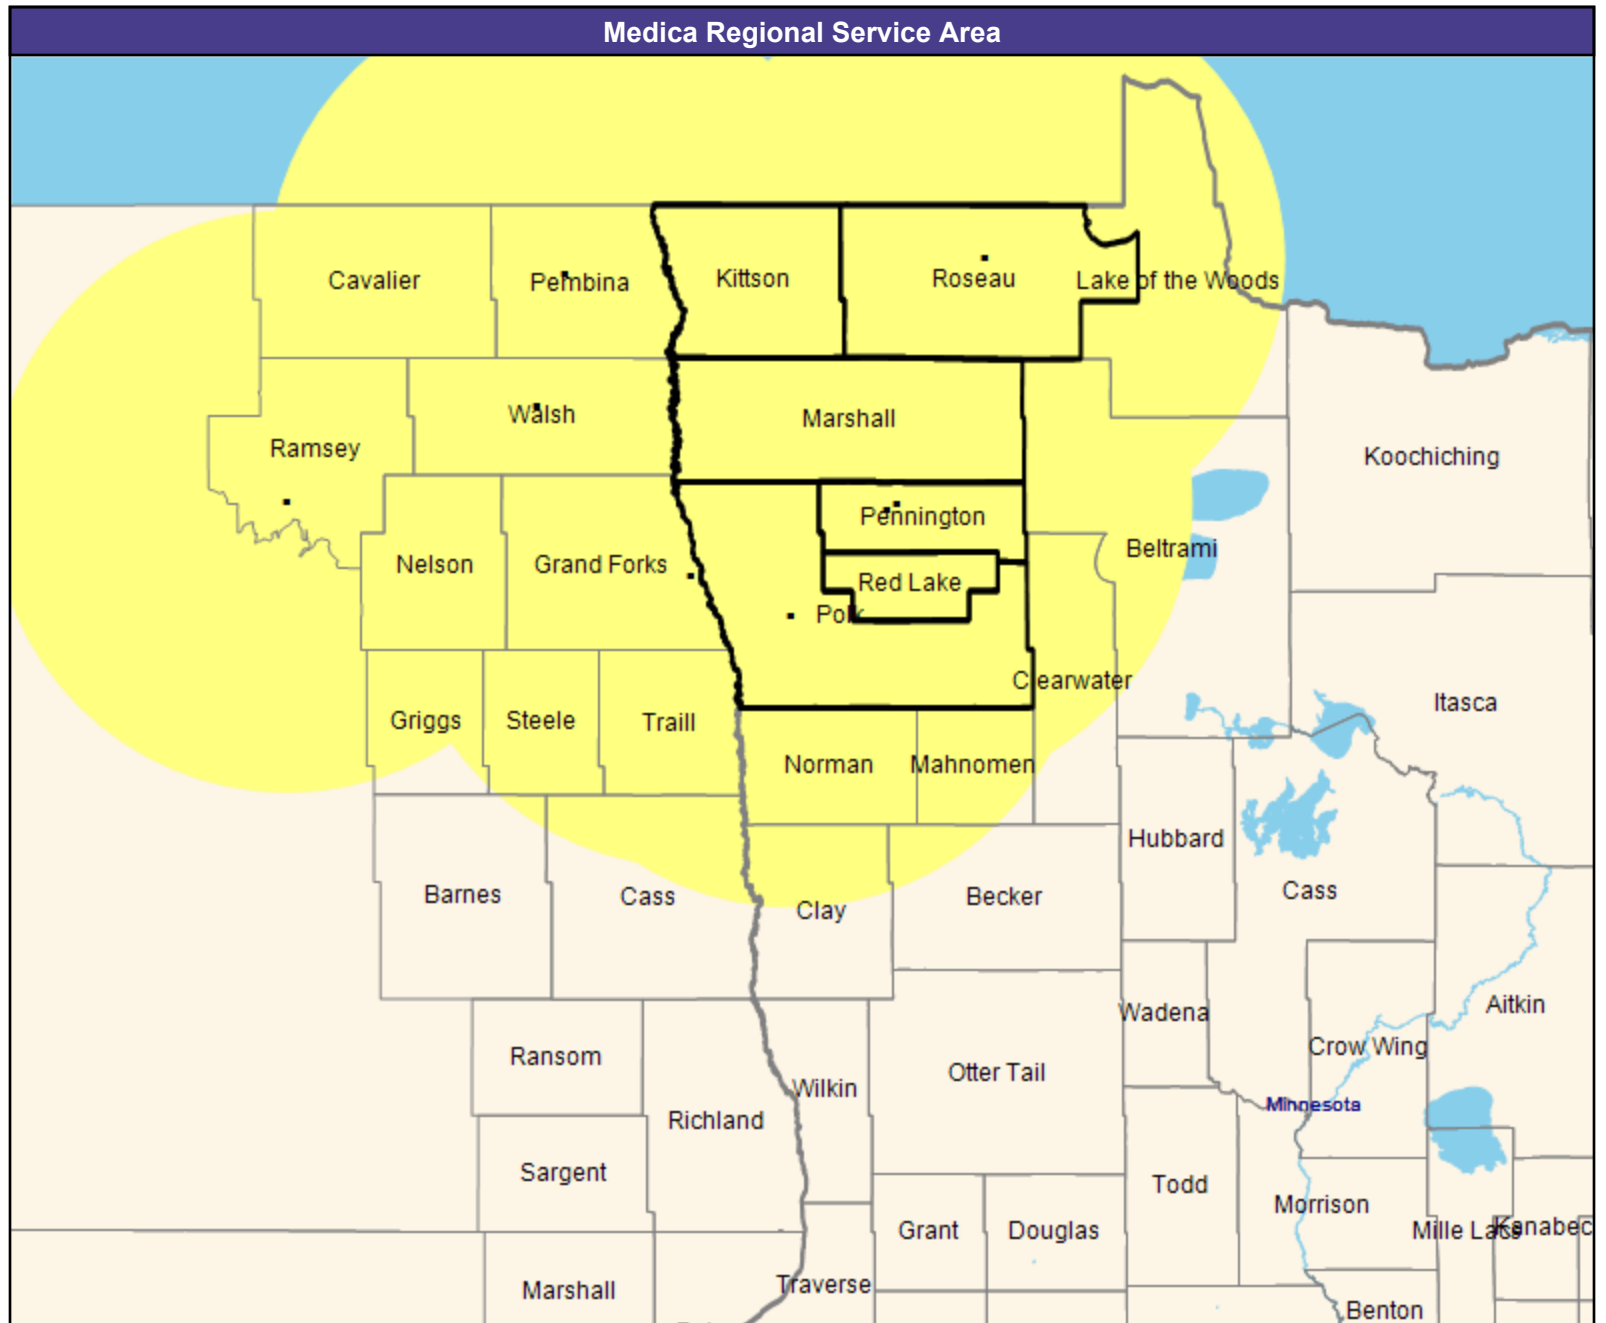 Medica Regional Service Area
Cavalier
Pembina
Kittson
Roseau
Lake of the Woods
Walsh
Marshall
Ramsey
Koochiching
Pennington
Beltrami
Nelson
Grand Forks
Red Lake
Polk
Clearwater
Itasca
Griggs
Steele
Traill
Norman
Mahnomen
Hubbard
Barnes
Cass
Clay
Becker
Cass
Wadena
Aitkin
Crow Wing
Ransom
Otter Tail
Wilkin
Minnesota
Richland
Sargent
Todd
Morrison
Grant
Douglas
Mille Lacs
Kanabec
Marshall
Traverse
Benton